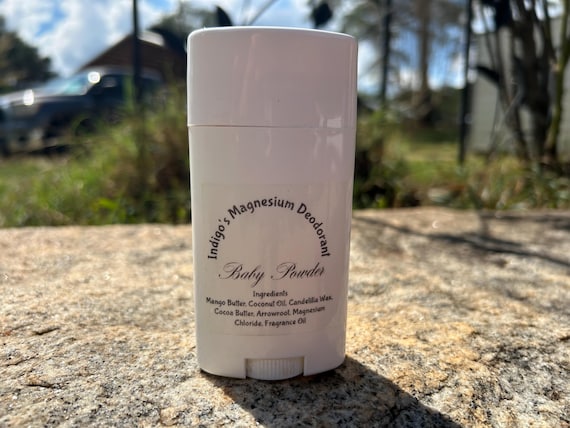 Indigo's Magnesium Deodorant
Baby Powder
Ingredients
Mango Butter, Coconut Oil, Candelilla Wax,
Cocoa Butter, Arrowroot, Magnesium
Chloride, Fragrance Oil